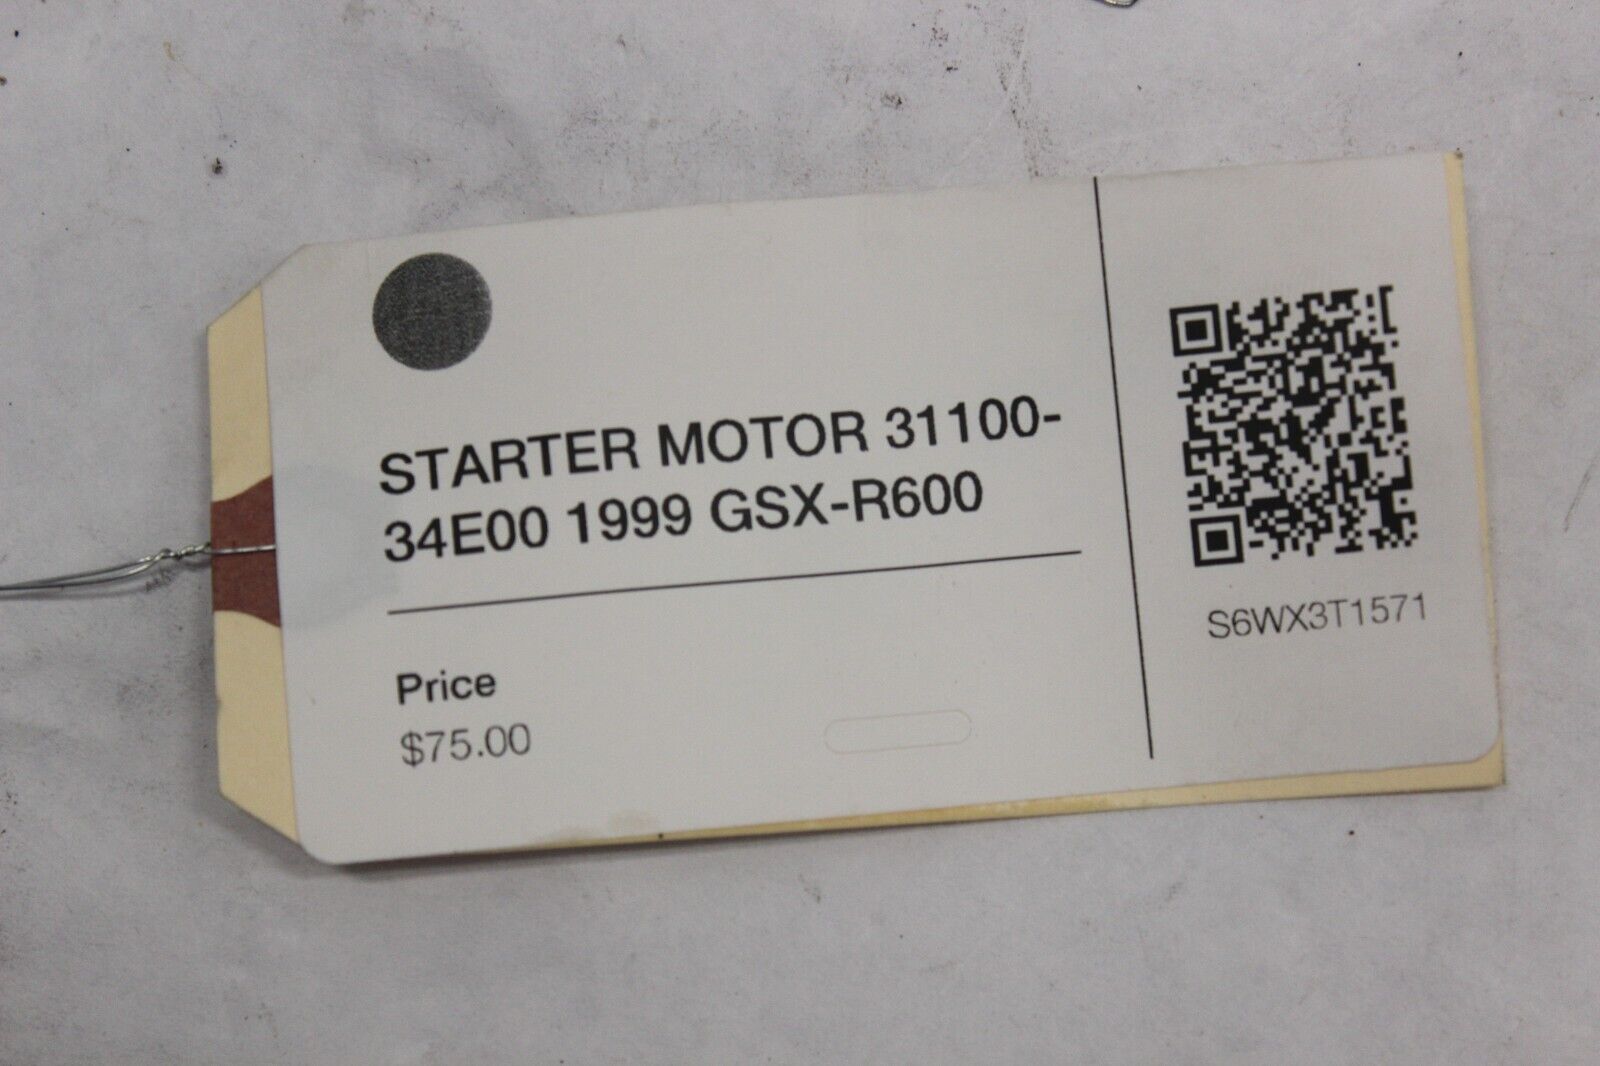 STARTER MOTOR 31100-
34E00 1999 GSX-R600
Price
$75.00
S6WX3T1571